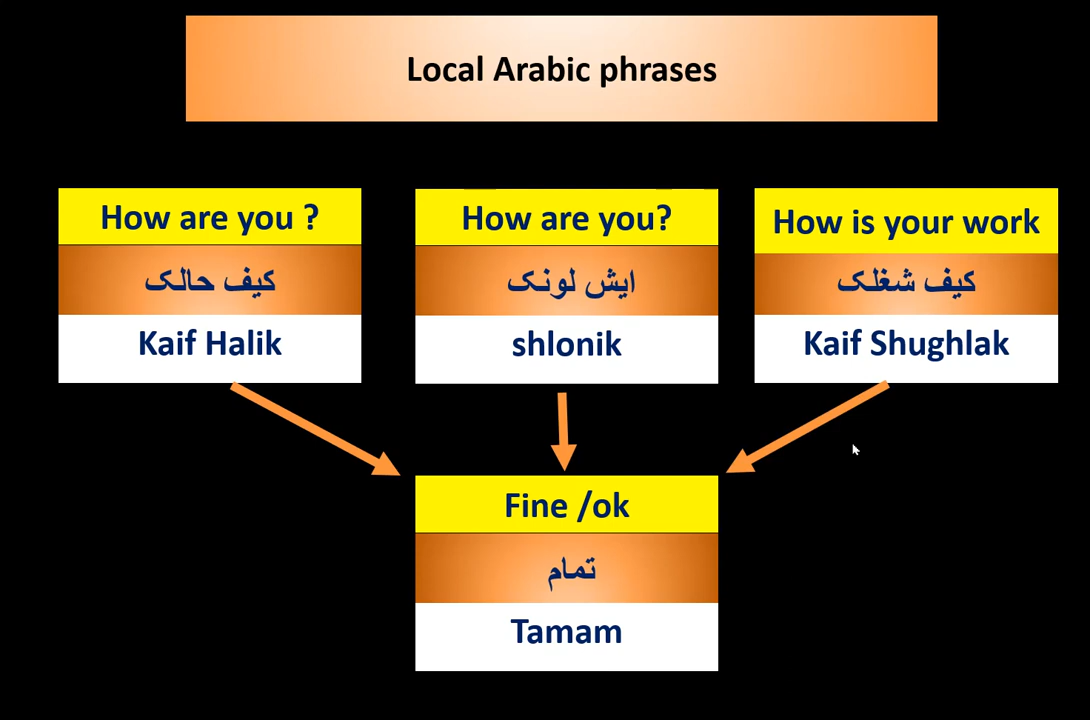 Local Arabic phrases
How are you ?
کیف حالک
Kaif Halik
How are you?
ایش لونک
shlonik
How is your work
کیف شغلک
Kaif Shughlak
Fine /ok
تمام
Tamam